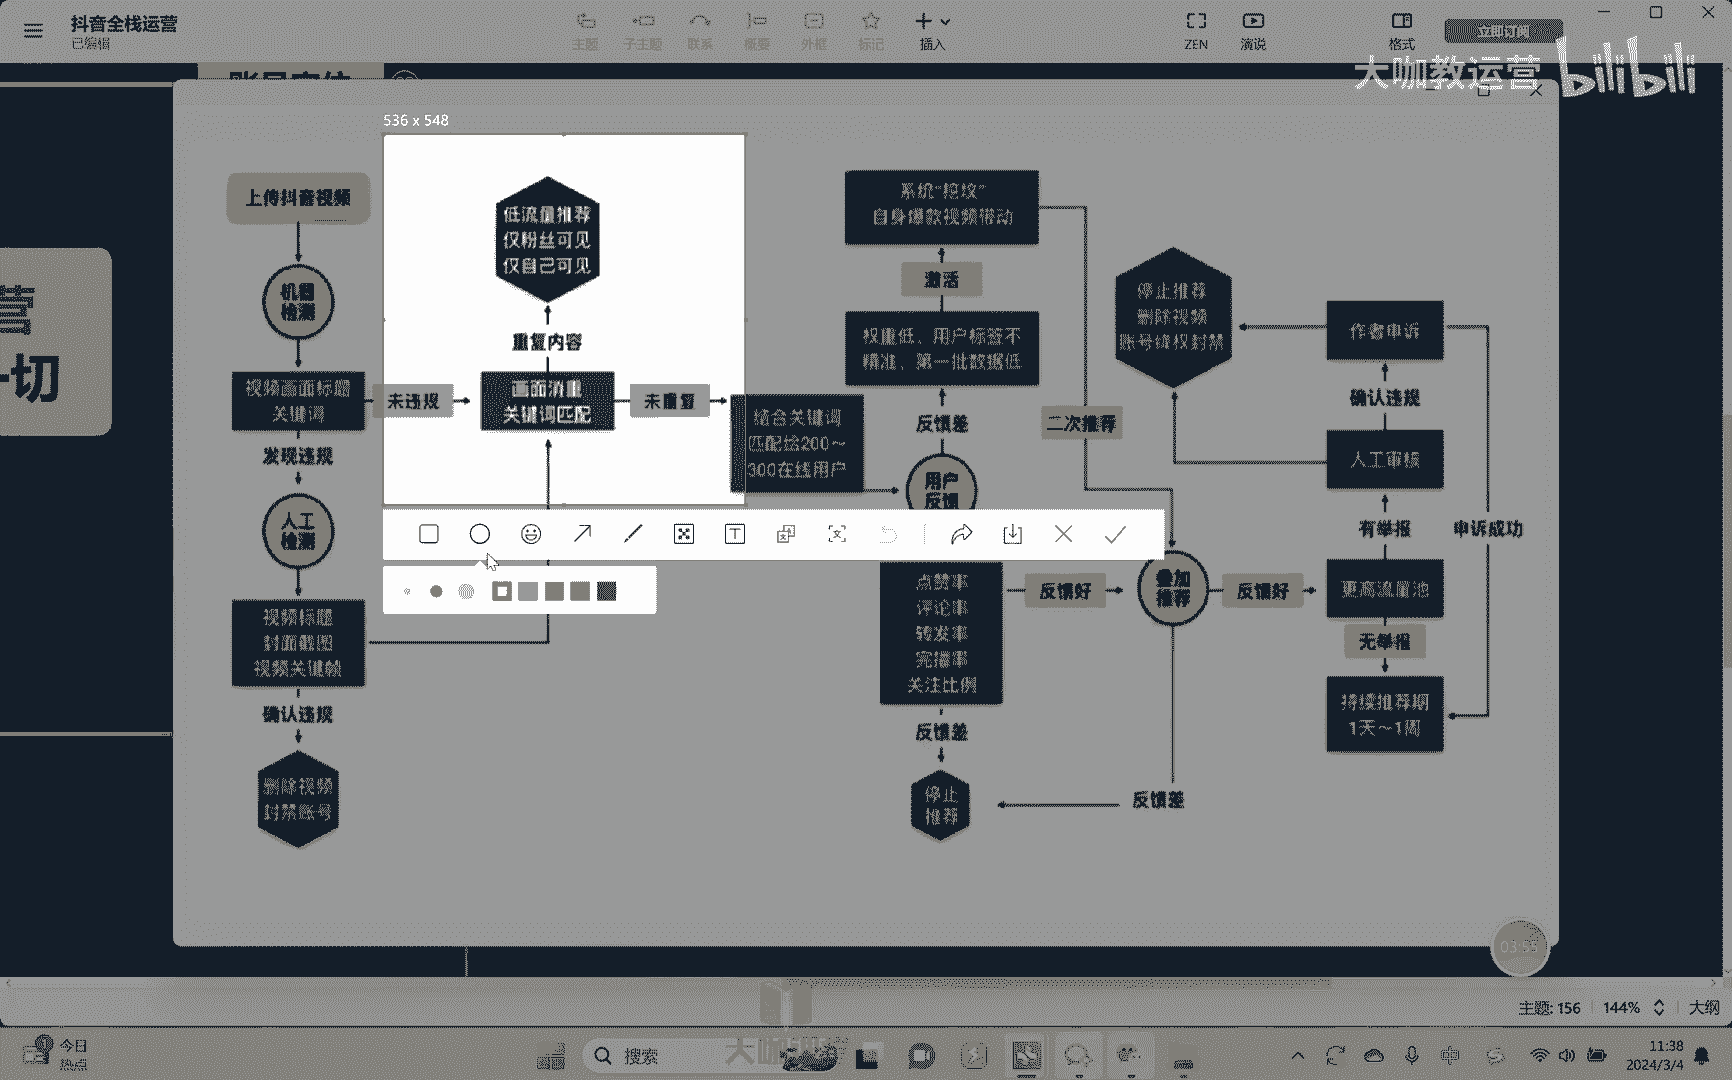 抖音全栈运营
已编辑
主题
子主题
联系
概要
外框
标记
插入
ZEN
演说
格式
立即订阅
大咖教运营
bilibili
536 x 548
上传抖音视频
机器
检测
视频画面标题
关键词
发现违规
人工
检测
视频标题
封面截图
视频关键帧
确认违规
删除视频
封禁账号
未违规
低流量推荐
仅粉丝可见
仅自己可见
重复内容
画面消重
关键词匹配
未重复
结合关键词
匹配给200~
300在线用户
系统“挖坟”
自身爆款视频带动
激活
权重低、用户标签不
精准、第一批数据低
反馈差
用户
反馈
点赞率
评论率
转发率
完播率
关注比例
反馈差
停止
推荐
反馈好
二次推荐
叠加
推荐
反馈好
反馈差
停止推荐
删除视频
账号降权封禁
作者申诉
确认违规
人工审核
有举报
更高流量池
无举报
持续推荐期
1天~1周
申诉成功
营
一切
主题: 156
144%
大纲
今日
热点
搜索
中
11:38
2024/3/4